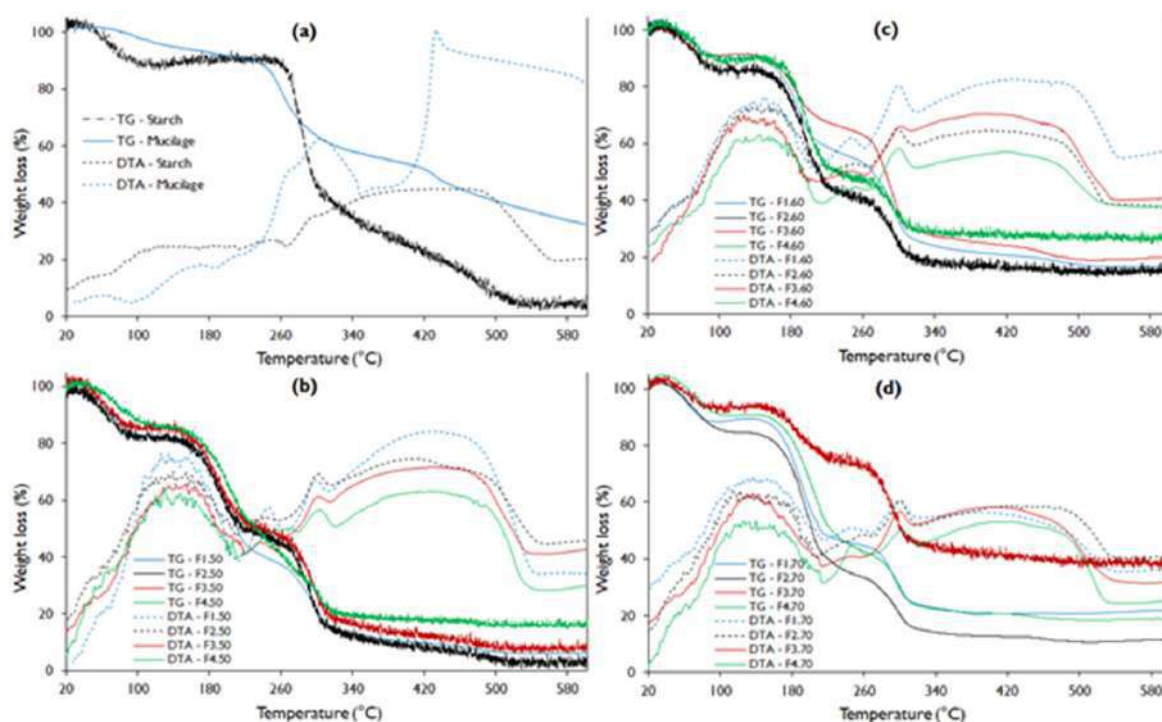 (a)
100
80
60
40
20
0
Weight loss (%)
TG - Starch
TG - Mucilage
DTA - Starch
DTA - Mucilage
20 100 180 260 340 420 500 580
Temperature (°C)
(c)
100
80
60
40
20
0
Weight loss (%)
TG - F1.60
TG - F2.60
TG - F3.60
TG - F4.60
DTA - F1.60
DTA - F2.60
DTA - F3.60
DTA - F4.60
20 100 180 260 340 420 500 580
Temperature (°C)
(b)
100
80
60
40
20
0
Weight loss (%)
TG - F1.50
TG - F2.50
TG - F3.50
TG - F4.50
DTA - F1.50
DTA - F2.50
DTA - F3.50
DTA - F4.50
20 100 180 260 340 420 500 580
Temperature (°C)
(d)
100
80
60
40
20
0
Weight loss (%)
TG - F1.70
TG - F2.70
TG - F3.70
TG - F4.70
DTA - F1.70
DTA - F2.70
DTA - F3.70
DTA - F4.70
20 100 180 260 340 420 500 580
Temperature (°C)